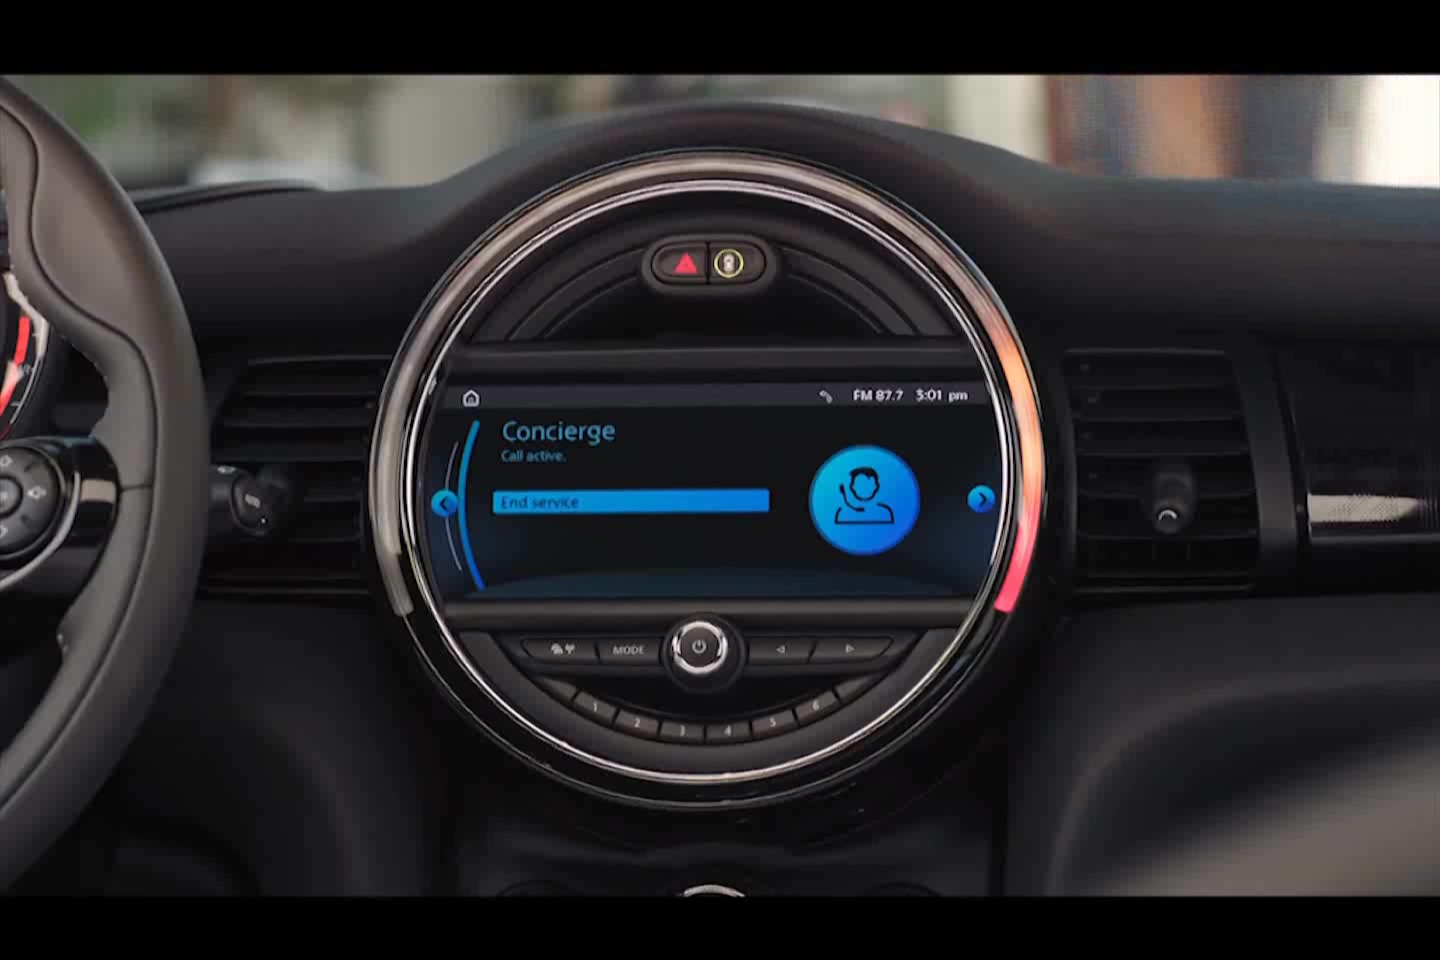 FM 87.7 3:01 pm
Concierge
Call active.
End service
MODE
1 2 3 4 5 6